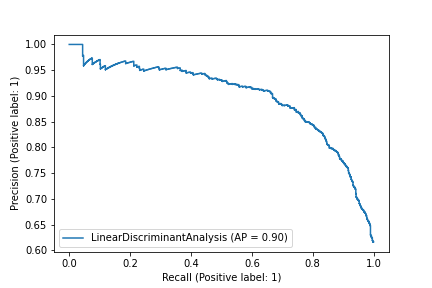 1.00
0.95
0.90
0.85
0.80
0.75
0.70
0.65
0.60
Precision (Positive label: 1)
LinearDiscriminantAnalysis (AP = 0.90)
0.0 0.2 0.4 0.6 0.8 1.0
Recall (Positive label: 1)